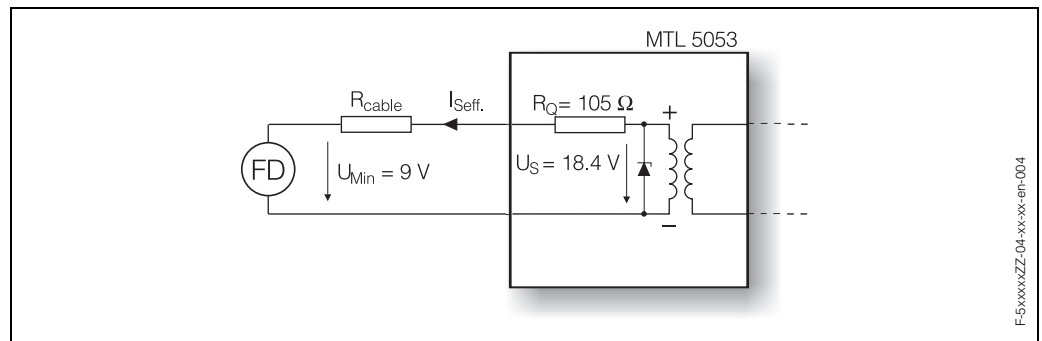 MTL 5053
R_cable
I_Seff.
R_Q = 105 Ω
+
FD
U_Min = 9 V
U_S = 18.4 V
–
F-5xxxxxZZ-04-xx-xx-en-004